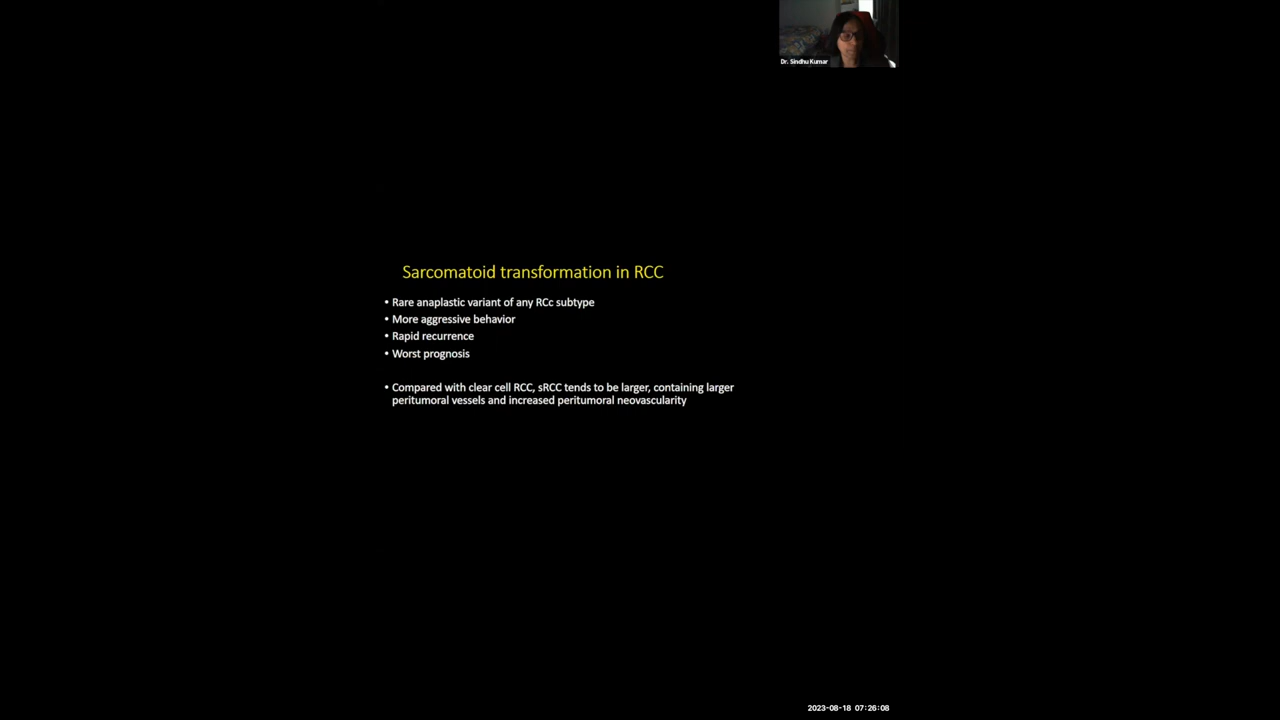 Dr. Sindhu Kumar
Sarcomatoid transformation in RCC
• Rare anaplastic variant of any RCc subtype
• More aggressive behavior
• Rapid recurrence
• Worst prognosis
• Compared with clear cell RCC, sRCC tends to be larger, containing larger
peritumoral vessels and increased peritumoral neovascularity
2023-08-18 07:26:08